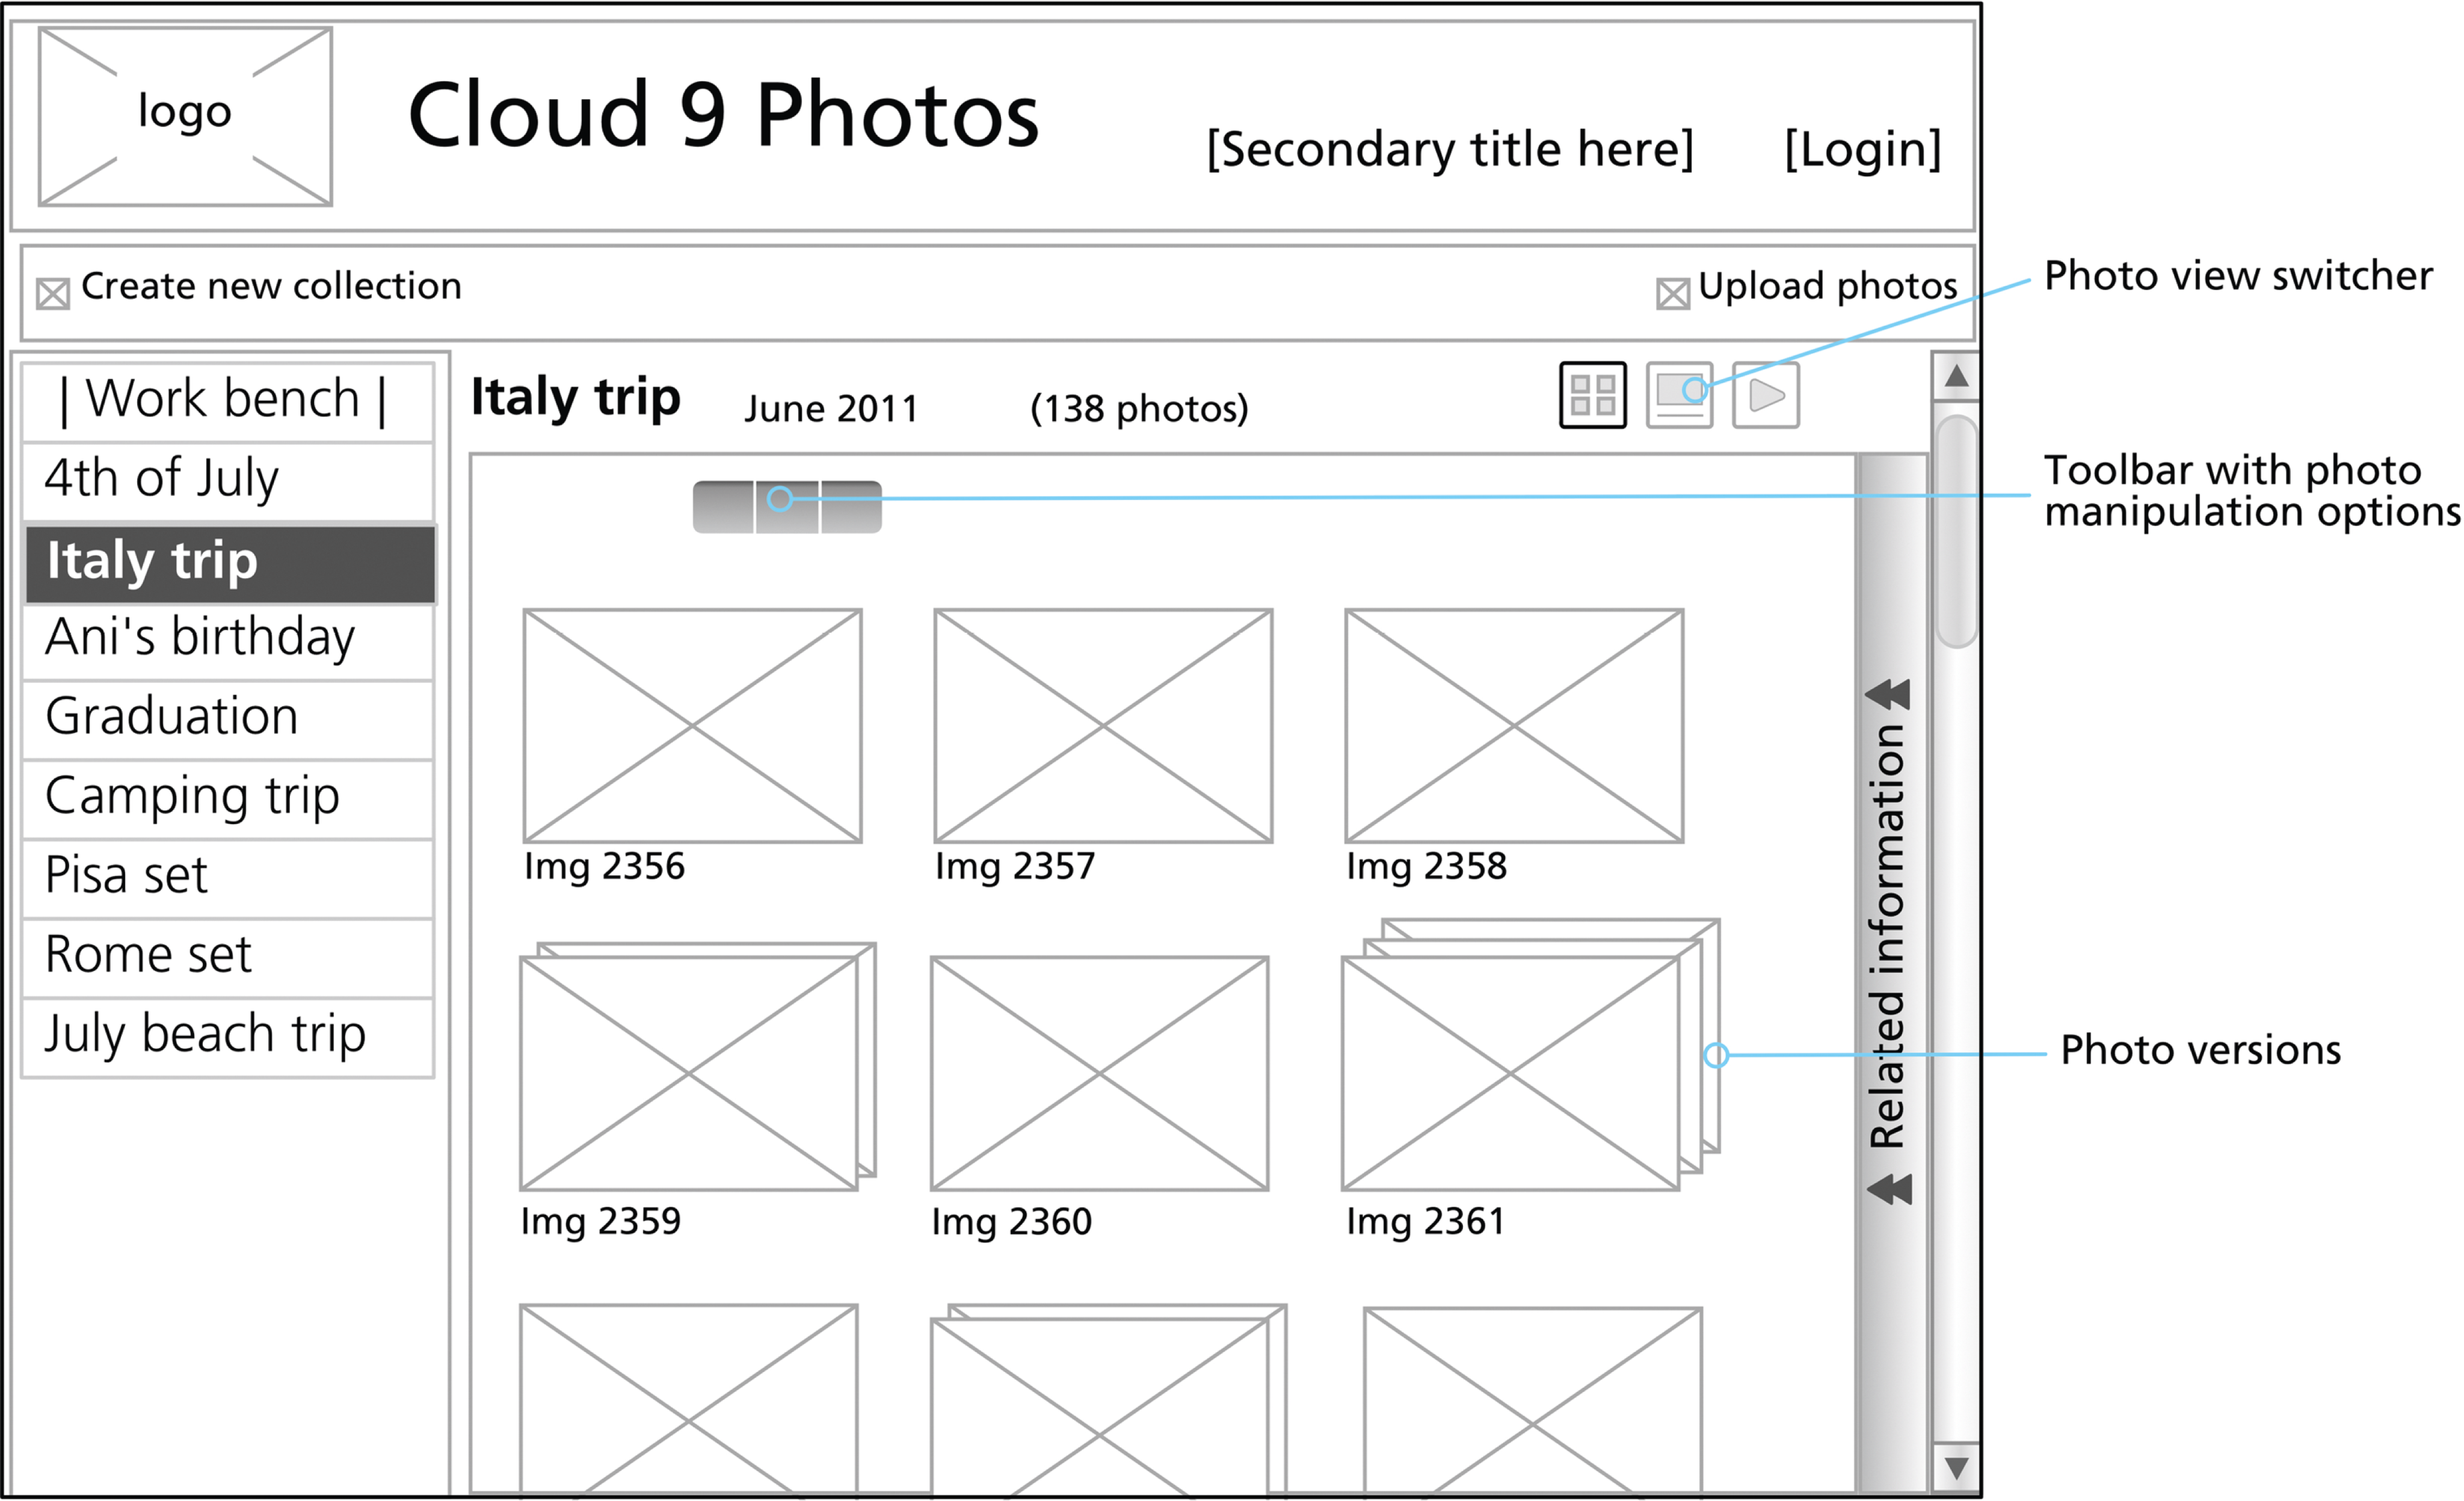 logo
Cloud 9 Photos
[Secondary title here]
[Login]
Create new collection
Upload photos
Photo view switcher
| Work bench |
4th of July
Italy trip
Ani's birthday
Graduation
Camping trip
Pisa set
Rome set
July beach trip
Italy trip
June 2011
(138 photos)
Toolbar with photo
manipulation options
Img 2356
Img 2357
Img 2358
Img 2359
Img 2360
Img 2361
Related information
Photo versions